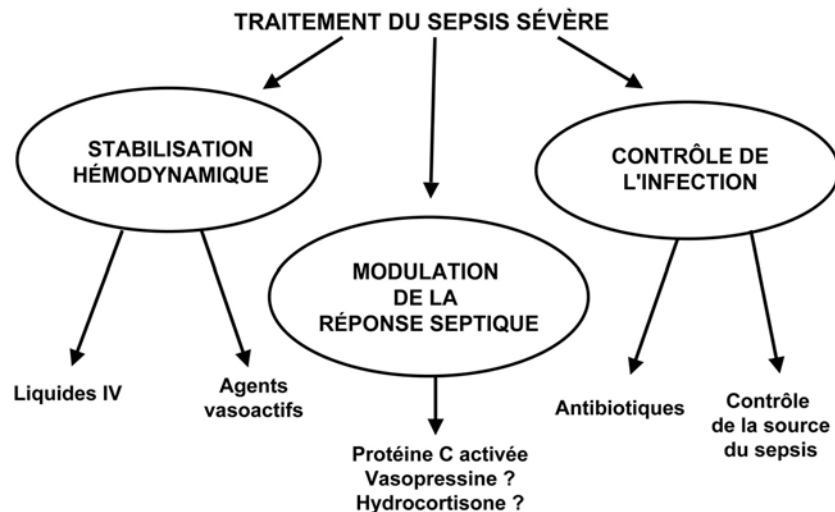 TRAITEMENT DU SEPSIS SÉVÈRE
STABILISATION
HÉMODYNAMIQUE
CONTRÔLE DE
L'INFECTION
MODULATION
DE LA
RÉPONSE SEPTIQUE
Liquides IV
Agents
vasoactifs
Antibiotiques
Contrôle
de la source
du sepsis
Protéine C activée
Vasopressine ?
Hydrocortisone ?